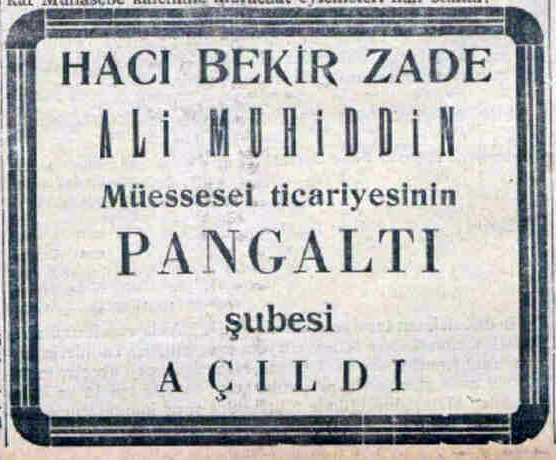 HACI BEKİR ZADE
ALİ MUHİDDİN
Müessesei ticariyesinin
PANGALTI
şubesi
AÇILDI